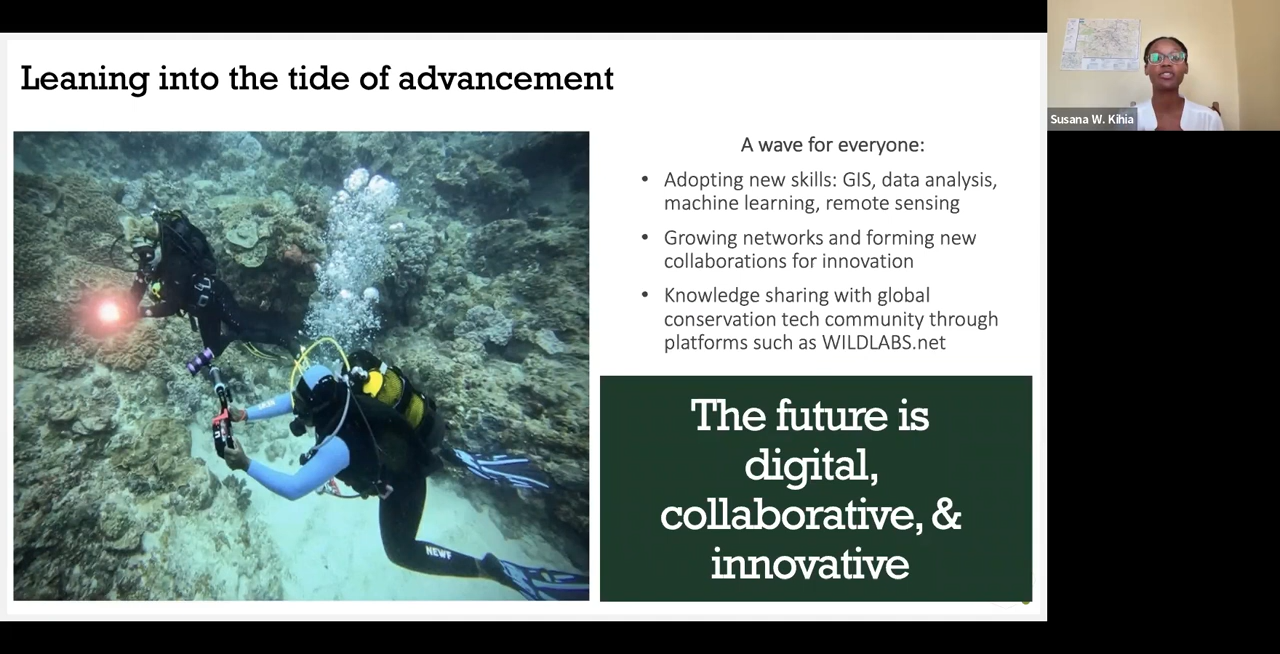 Leaning into the tide of advancement
Susana W. Kihia
A wave for everyone:
• Adopting new skills: GIS, data analysis,
machine learning, remote sensing
• Growing networks and forming new
collaborations for innovation
• Knowledge sharing with global
conservation tech community through
platforms such as WILDLABS.net
NEWF
The future is
digital,
collaborative, &
innovative